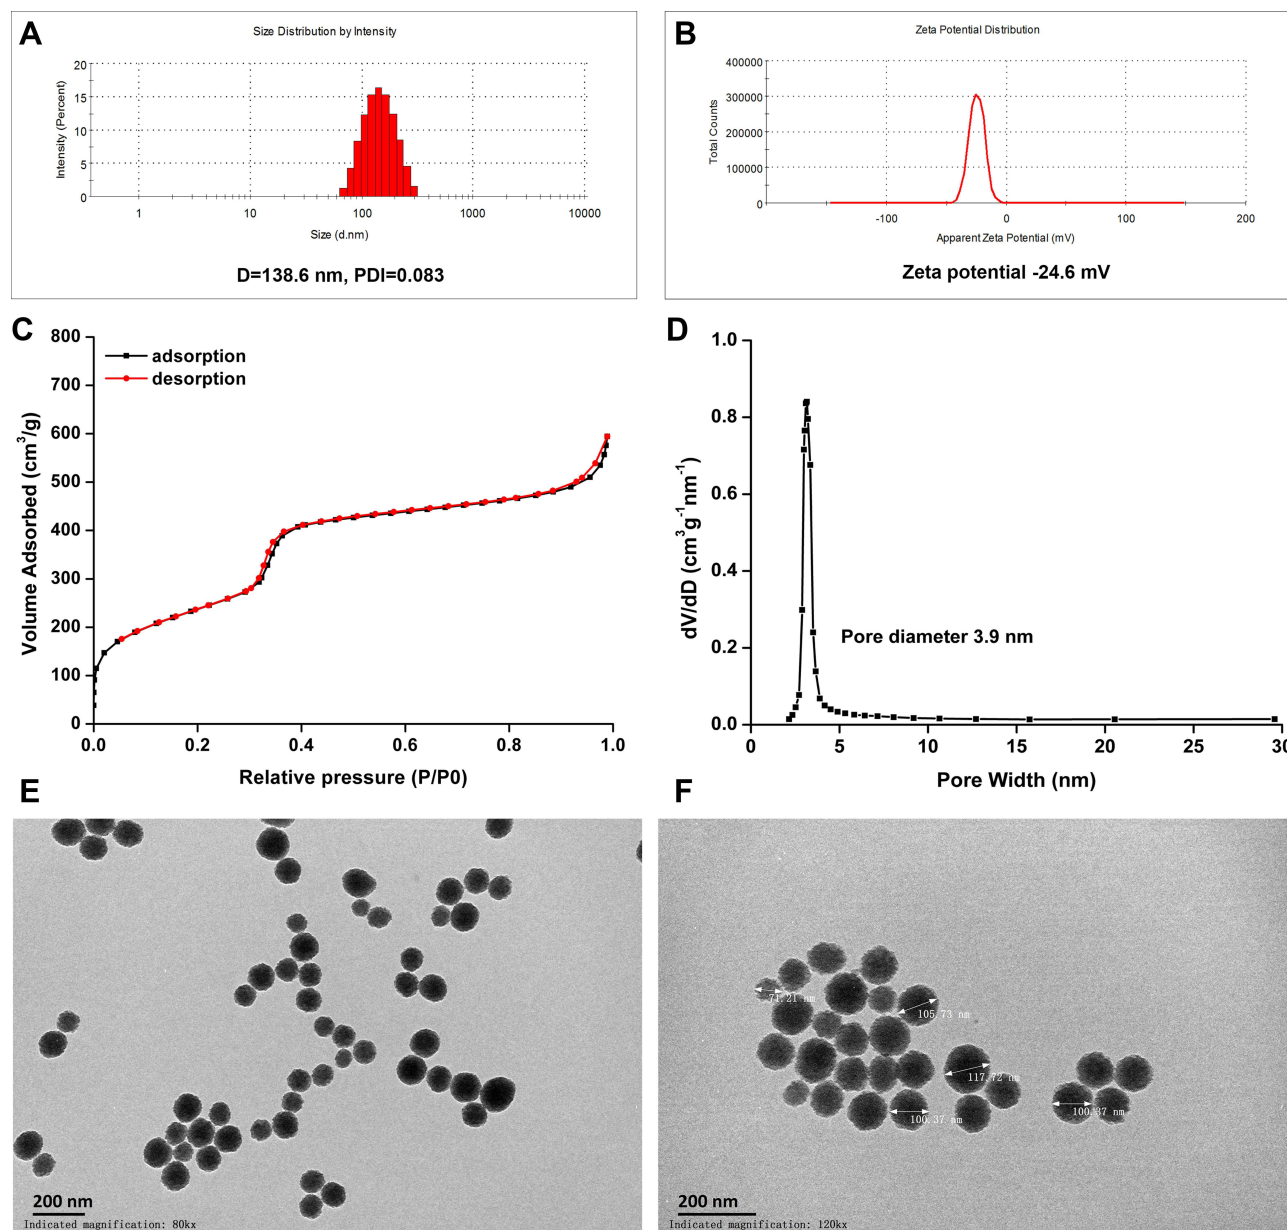 A
Size Distribution by Intensity
20
15
10
5
0
Intensity (Percent)
1
10
100
1000
10000
Size (d.nm)
D=138.6 nm, PDI=0.083
B
Zeta Potential Distribution
400000
300000
200000
100000
0
Total Counts
-100
0
100
200
Apparent Zeta Potential (mV)
Zeta potential -24.6 mV
C
800
700
600
500
400
300
200
100
0
Volume Adsorbed (cm³/g)
adsorption
desorption
0.0
0.2
0.4
0.6
0.8
1.0
Relative pressure (P/P0)
D
1.0
0.8
0.6
0.4
0.2
0.0
dV/dD (cm³g⁻¹nm⁻¹)
Pore diameter 3.9 nm
0
5
10
15
20
25
30
Pore Width (nm)
E
200 nm
Indicated magnification: 80kx
F
71.21 nm
105.73 nm
117.72 nm
100.37 nm
100.37 nm
200 nm
Indicated magnification: 120kx